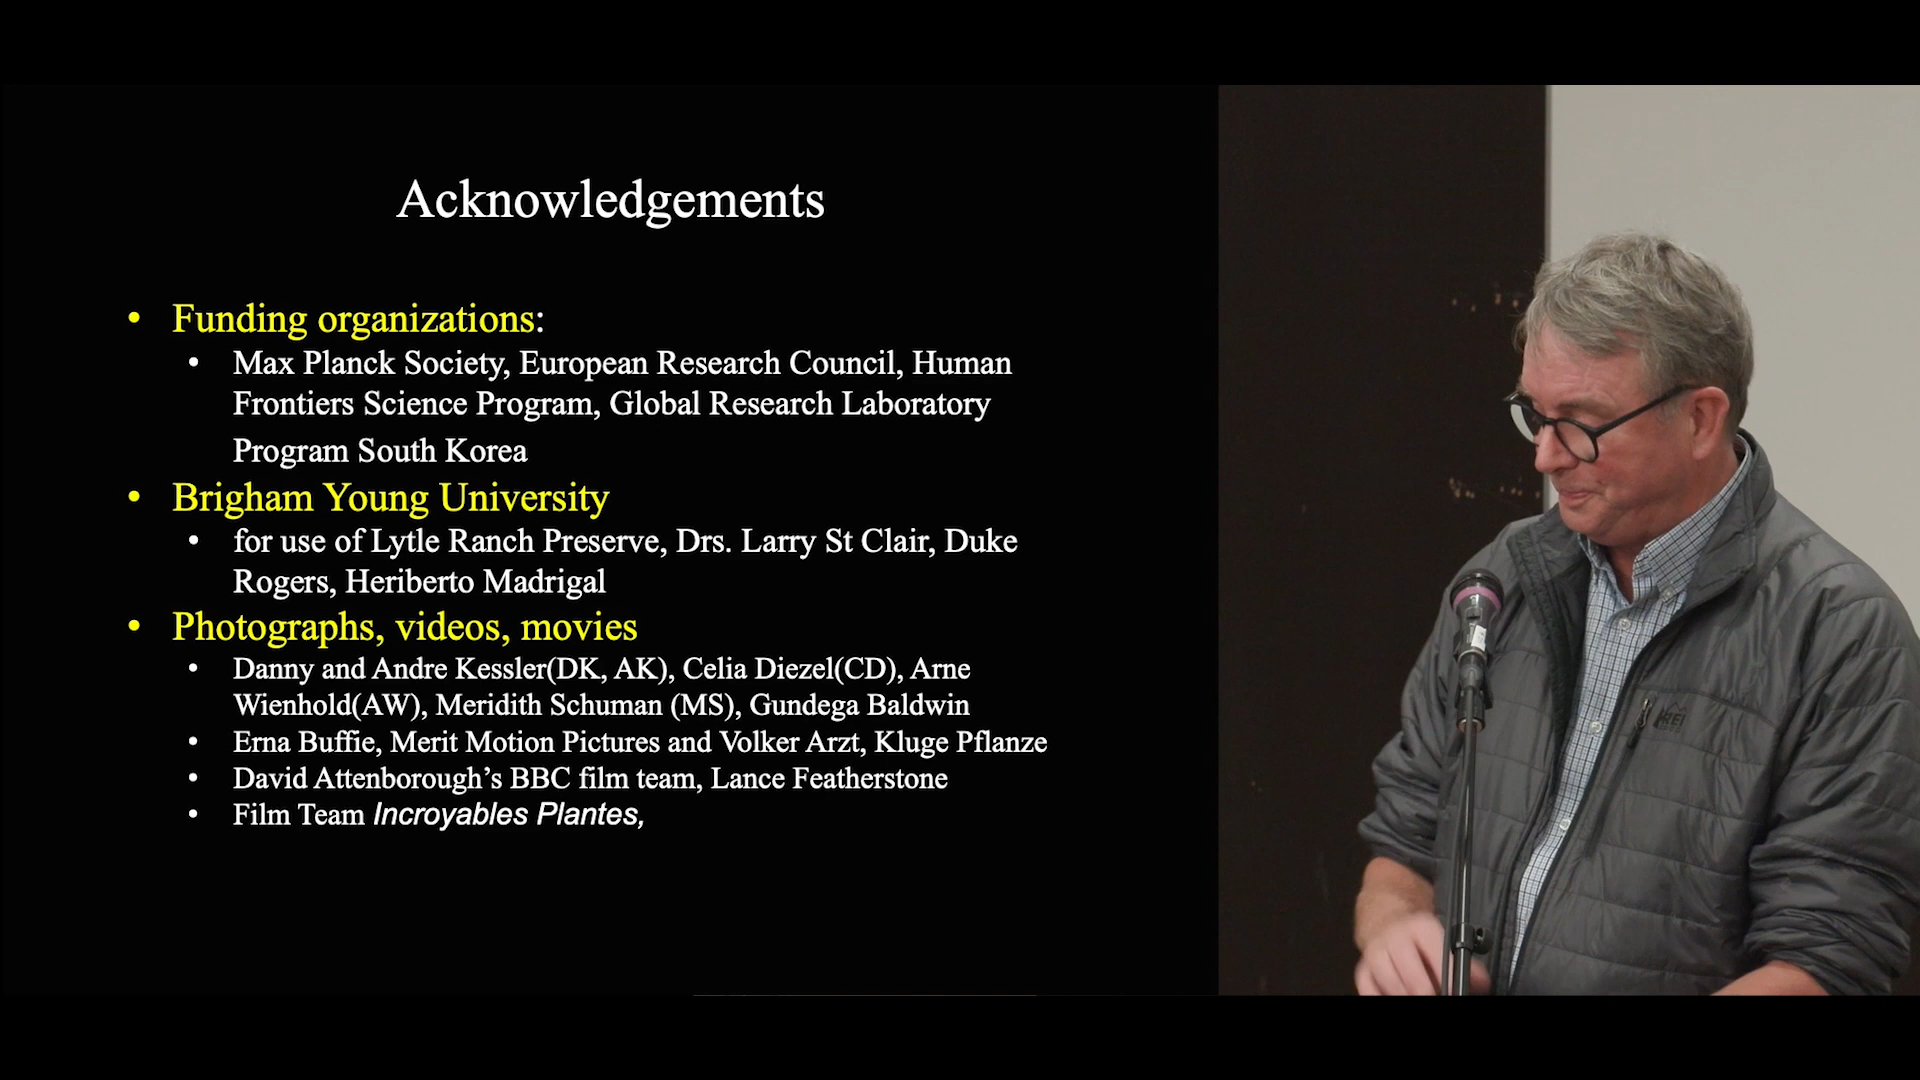 Acknowledgements
• Funding organizations:
• Max Planck Society, European Research Council, Human
Frontiers Science Program, Global Research Laboratory
Program South Korea
• Brigham Young University
• for use of Lytle Ranch Preserve, Drs. Larry St Clair, Duke
Rogers, Heriberto Madrigal
• Photographs, videos, movies
• Danny and Andre Kessler(DK, AK), Celia Diezel(CD), Arne
Wienhold(AW), Meridith Schuman (MS), Gundega Baldwin
• Erna Buffie, Merit Motion Pictures and Volker Arzt, Kluge Pflanze
• David Attenborough’s BBC film team, Lance Featherstone
• Film Team Incroyables Plantes,
REI